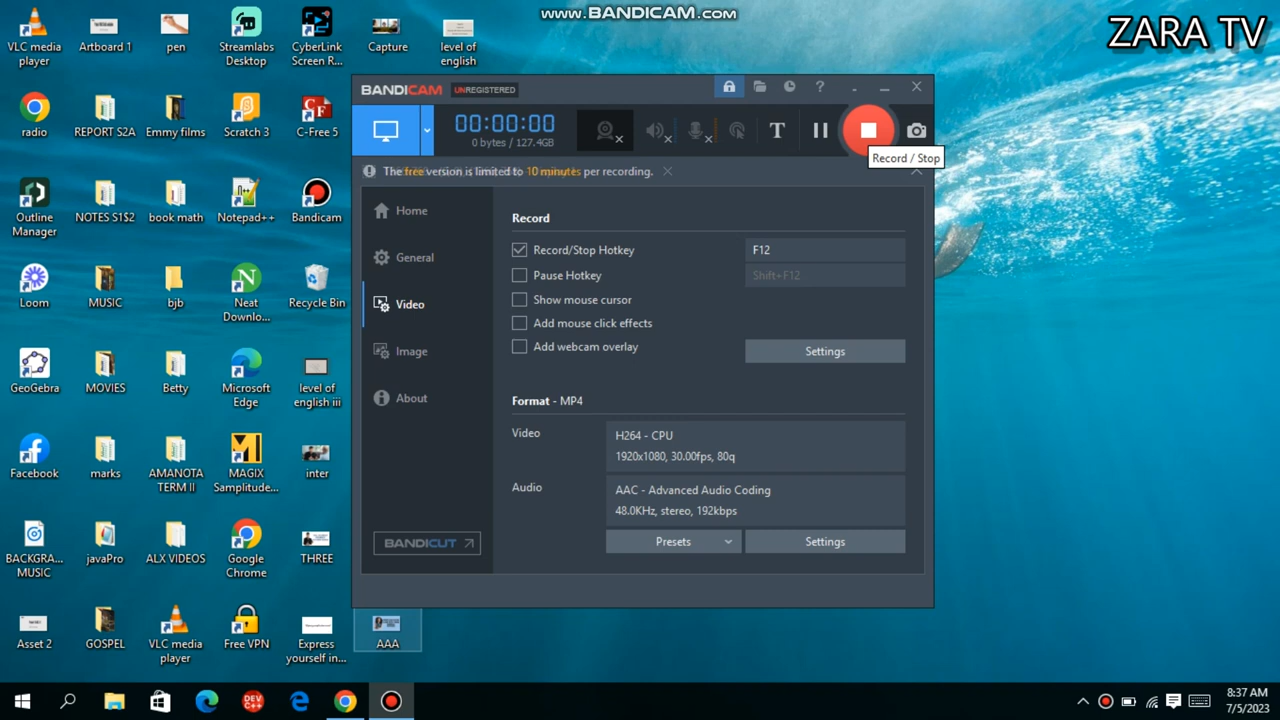 www.BANDICAM.com
ZARA TV
VLC media player
Artboard 1
pen
Streamlabs Desktop
CyberLink Screen R...
Capture
level of english
radio
REPORT S2A
Emmy films
Scratch 3
C-Free 5
Outline Manager
NOTES S1$2
book math
Notepad++
Bandicam
Loom
MUSIC
bjb
Neat Downlo...
Recycle Bin
GeoGebra
MOVIES
Betty
Microsoft Edge
level of english iii
Facebook
marks
AMANOTA TERM II
MAGIX Samplitude...
inter
BACKGRA... MUSIC
javaPro
ALX VIDEOS
Google Chrome
THREE
Asset 2
GOSPEL
VLC media player
Free VPN
Express yourself in...
AAA
BANDICAM UNREGISTERED
00:00:00
0 bytes / 127.4GB
Record / Stop
The free version is limited to 10 minutes per recording.
Home
General
Video
Image
About
BANDICUT
Record
Record/Stop Hotkey F12
Pause Hotkey Shift+F12
Show mouse cursor
Add mouse click effects
Add webcam overlay
Settings
Format - MP4
Video
H264 - CPU
1920x1080, 30.00fps, 80q
Audio
AAC - Advanced Audio Coding
48.0KHz, stereo, 192kbps
Presets
Settings
DEV C++
8:37 AM
7/5/2023